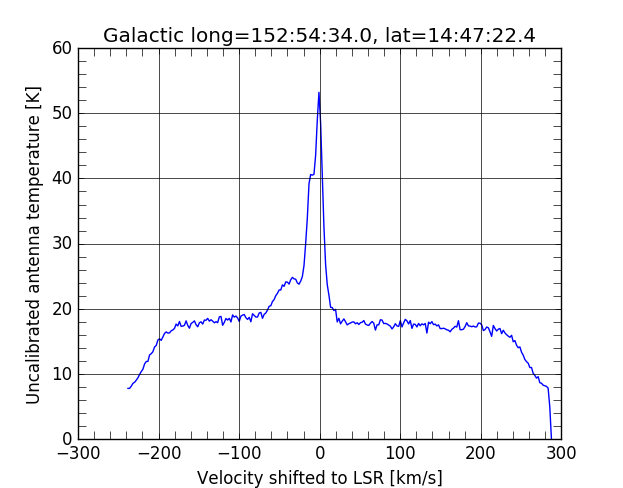 Galactic long=152:54:34.0, lat=14:47:22.4
60
50
40
30
20
10
0
Uncalibrated antenna temperature [K]
−300 −200 −100 0 100 200 300
Velocity shifted to LSR [km/s]